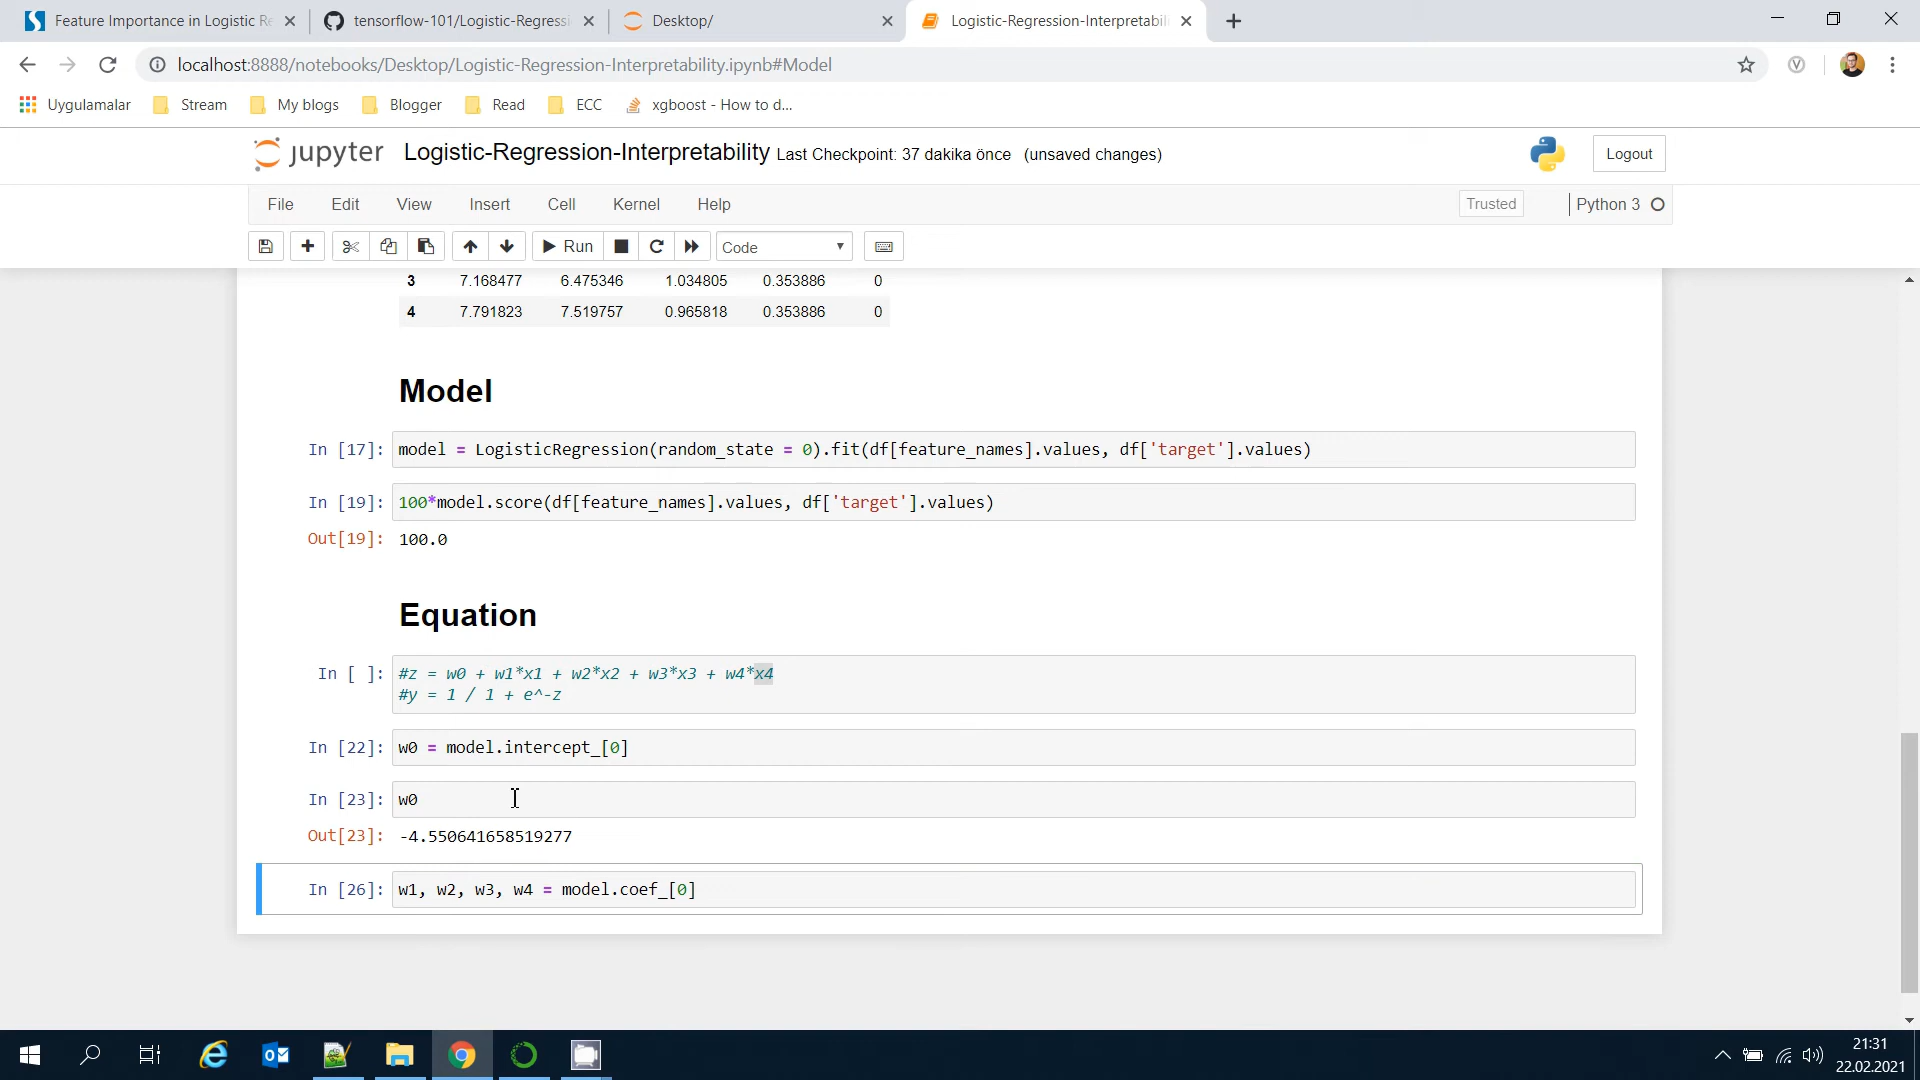 Feature Importance in Logistic Re
tensorflow-101/Logistic-Regressi
Desktop/
Logistic-Regression-Interpretabili
localhost:8888/notebooks/Desktop/Logistic-Regression-Interpretability.ipynb#Model
Uygulamalar
Stream
My blogs
Blogger
Read
ECC
xgboost - How to d...
jupyter
Logistic-Regression-Interpretability Last Checkpoint: 37 dakika önce (unsaved changes)
Logout
File Edit View Insert Cell Kernel Help
Trusted
Python 3
Run
Code
3 7.168477 6.475346 1.034805 0.353886 0
4 7.791823 7.519757 0.965818 0.353886 0
Model
In [17]: model = LogisticRegression(random_state = 0).fit(df[feature_names].values, df['target'].values)
In [19]: 100*model.score(df[feature_names].values, df['target'].values)
Out[19]: 100.0
Equation
In [ ]: #z = w0 + w1*x1 + w2*x2 + w3*x3 + w4*x4
#y = 1 / 1 + e^-z
In [22]: w0 = model.intercept_[0]
In [23]: w0
Out[23]: -4.550641658519277
In [26]: w1, w2, w3, w4 = model.coef_[0]
21:31
22.02.2021